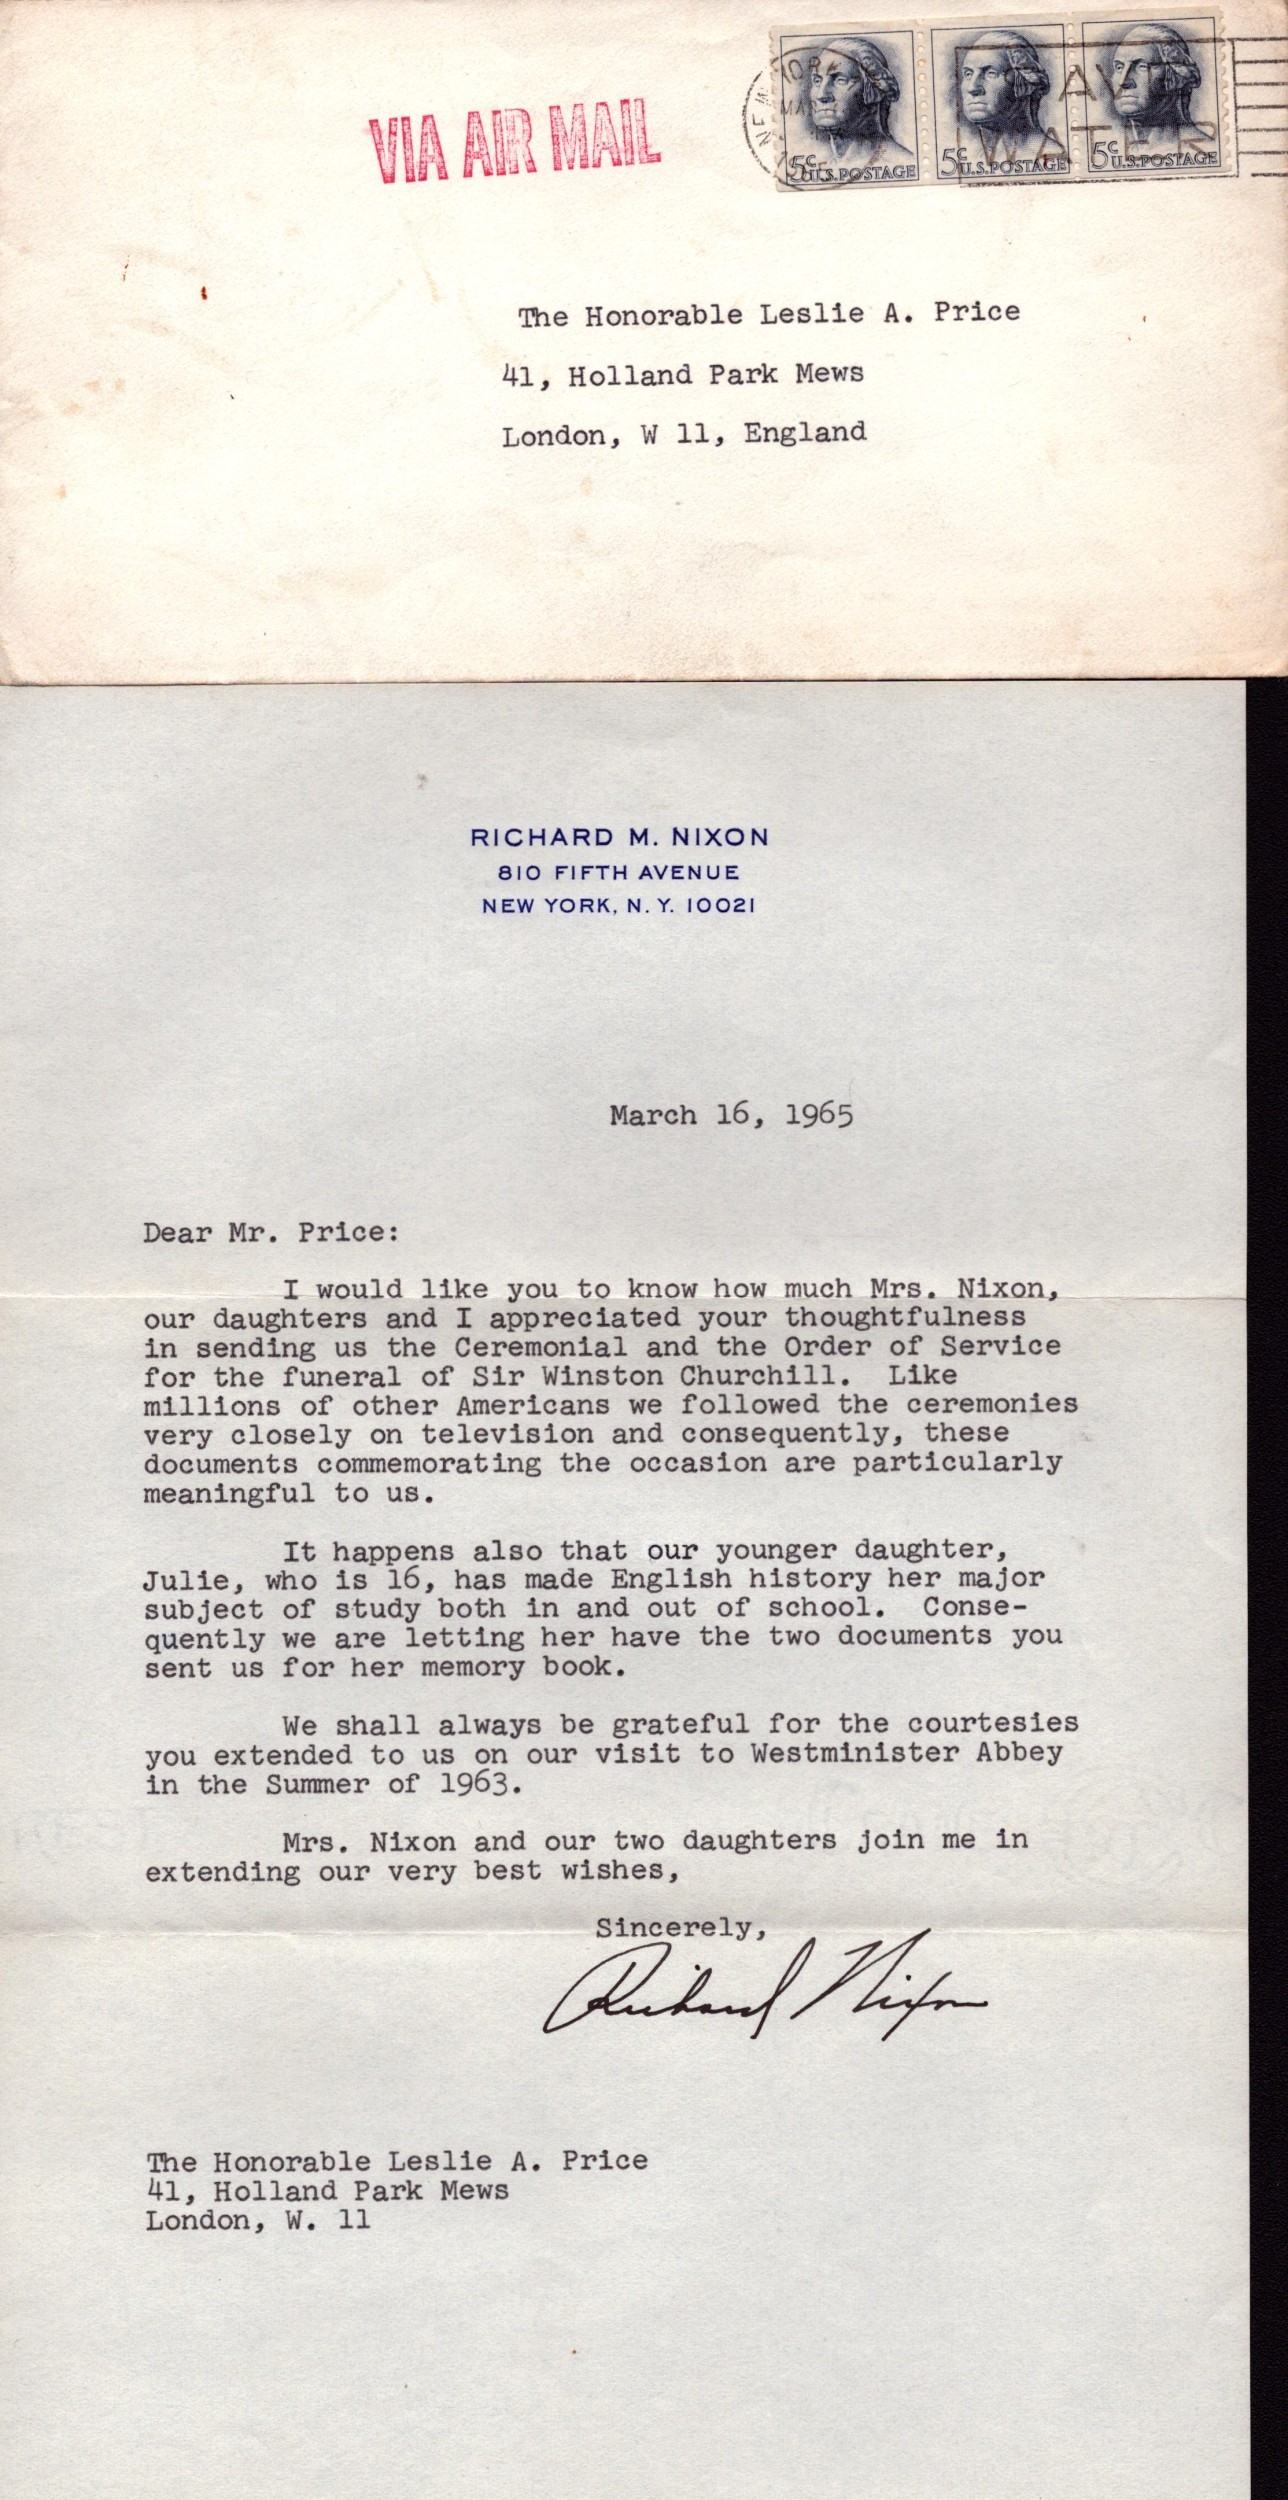 VIA AIR MAIL
NEW YORK
5c U.S.POSTAGE
5c U.S.POSTAGE
5c U.S.POSTAGE
WATER
The Honorable Leslie A. Price
41, Holland Park Mews
London, W 11, England
RICHARD M. NIXON
810 FIFTH AVENUE
NEW YORK, N. Y. 10021
March 16, 1965
Dear Mr. Price:
I would like you to know how much Mrs. Nixon,
our daughters and I appreciated your thoughtfulness
in sending us the Ceremonial and the Order of Service
for the funeral of Sir Winston Churchill. Like
millions of other Americans we followed the ceremonies
very closely on television and consequently, these
documents commemorating the occasion are particularly
meaningful to us.
It happens also that our younger daughter,
Julie, who is 16, has made English history her major
subject of study both in and out of school. Conse-
quently we are letting her have the two documents you
sent us for her memory book.
We shall always be grateful for the courtesies
you extended to us on our visit to Westminister Abbey
in the Summer of 1963.
Mrs. Nixon and our two daughters join me in
extending our very best wishes,
Sincerely,
Richard Nixon
The Honorable Leslie A. Price
41, Holland Park Mews
London, W. 11